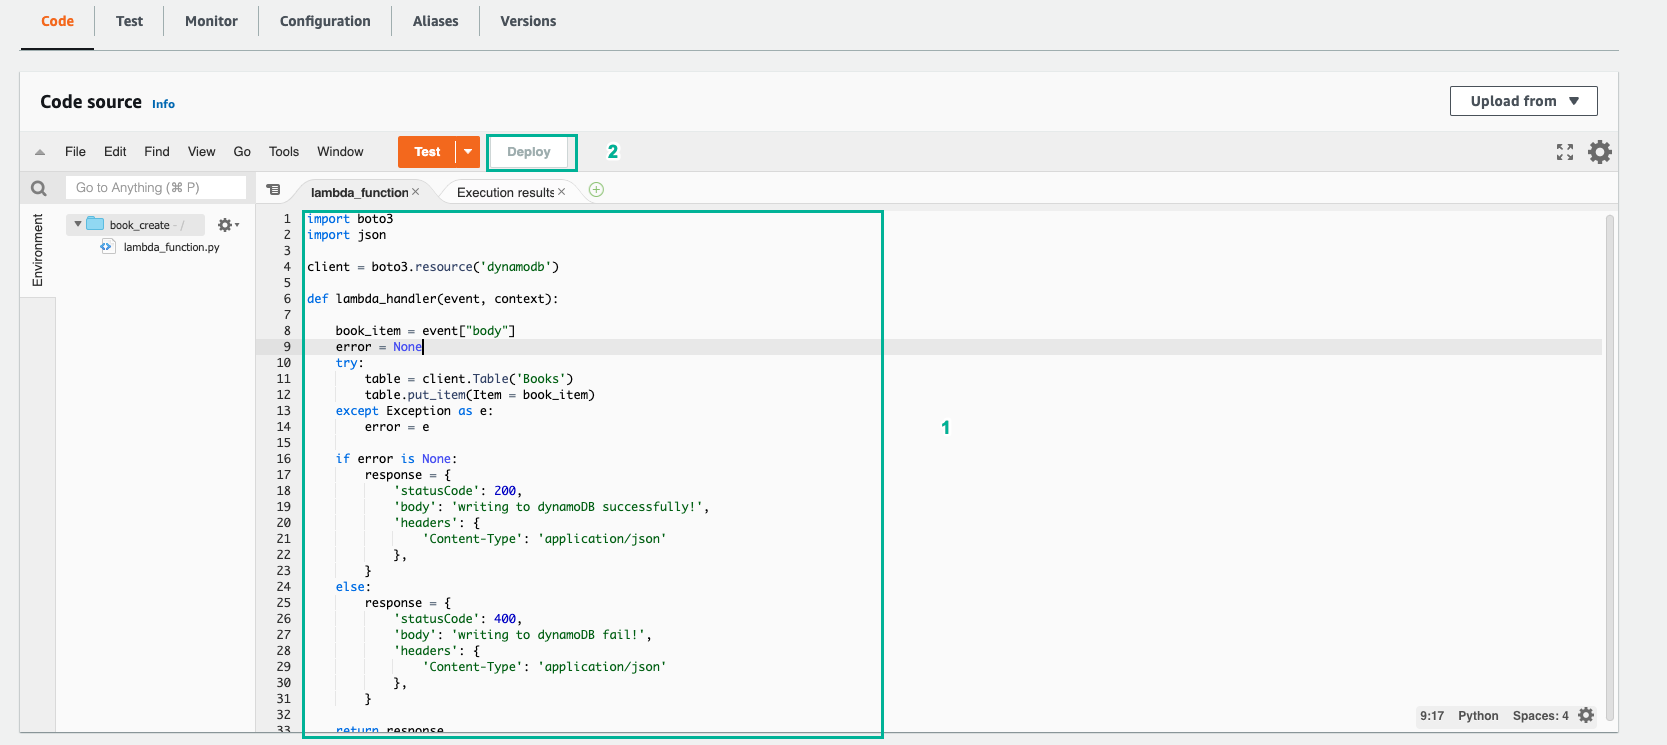 Code Test Monitor Configuration Aliases Versions
Code source Info
Upload from
File Edit Find View Go Tools Window Test Deploy 2
Go to Anything (⌘ P)
lambda_function × Execution results ×
Environment
book_create - /
lambda_function.py
1 import boto3
2 import json
3
4 client = boto3.resource('dynamodb')
5
6 def lambda_handler(event, context):
7
8     book_item = event["body"]
9     error = None
10     try:
11         table = client.Table('Books')
12         table.put_item(Item = book_item)
13     except Exception as e:
14         error = e
15
16     if error is None:
17         response = {
18             'statusCode': 200,
19             'body': 'writing to dynamoDB successfully!',
20             'headers': {
21                 'Content-Type': 'application/json'
22             },
23         }
24     else:
25         response = {
26             'statusCode': 400,
27             'body': 'writing to dynamoDB fail!',
28             'headers': {
29                 'Content-Type': 'application/json'
30             },
31         }
32
33     return response
1
9:17 Python Spaces: 4